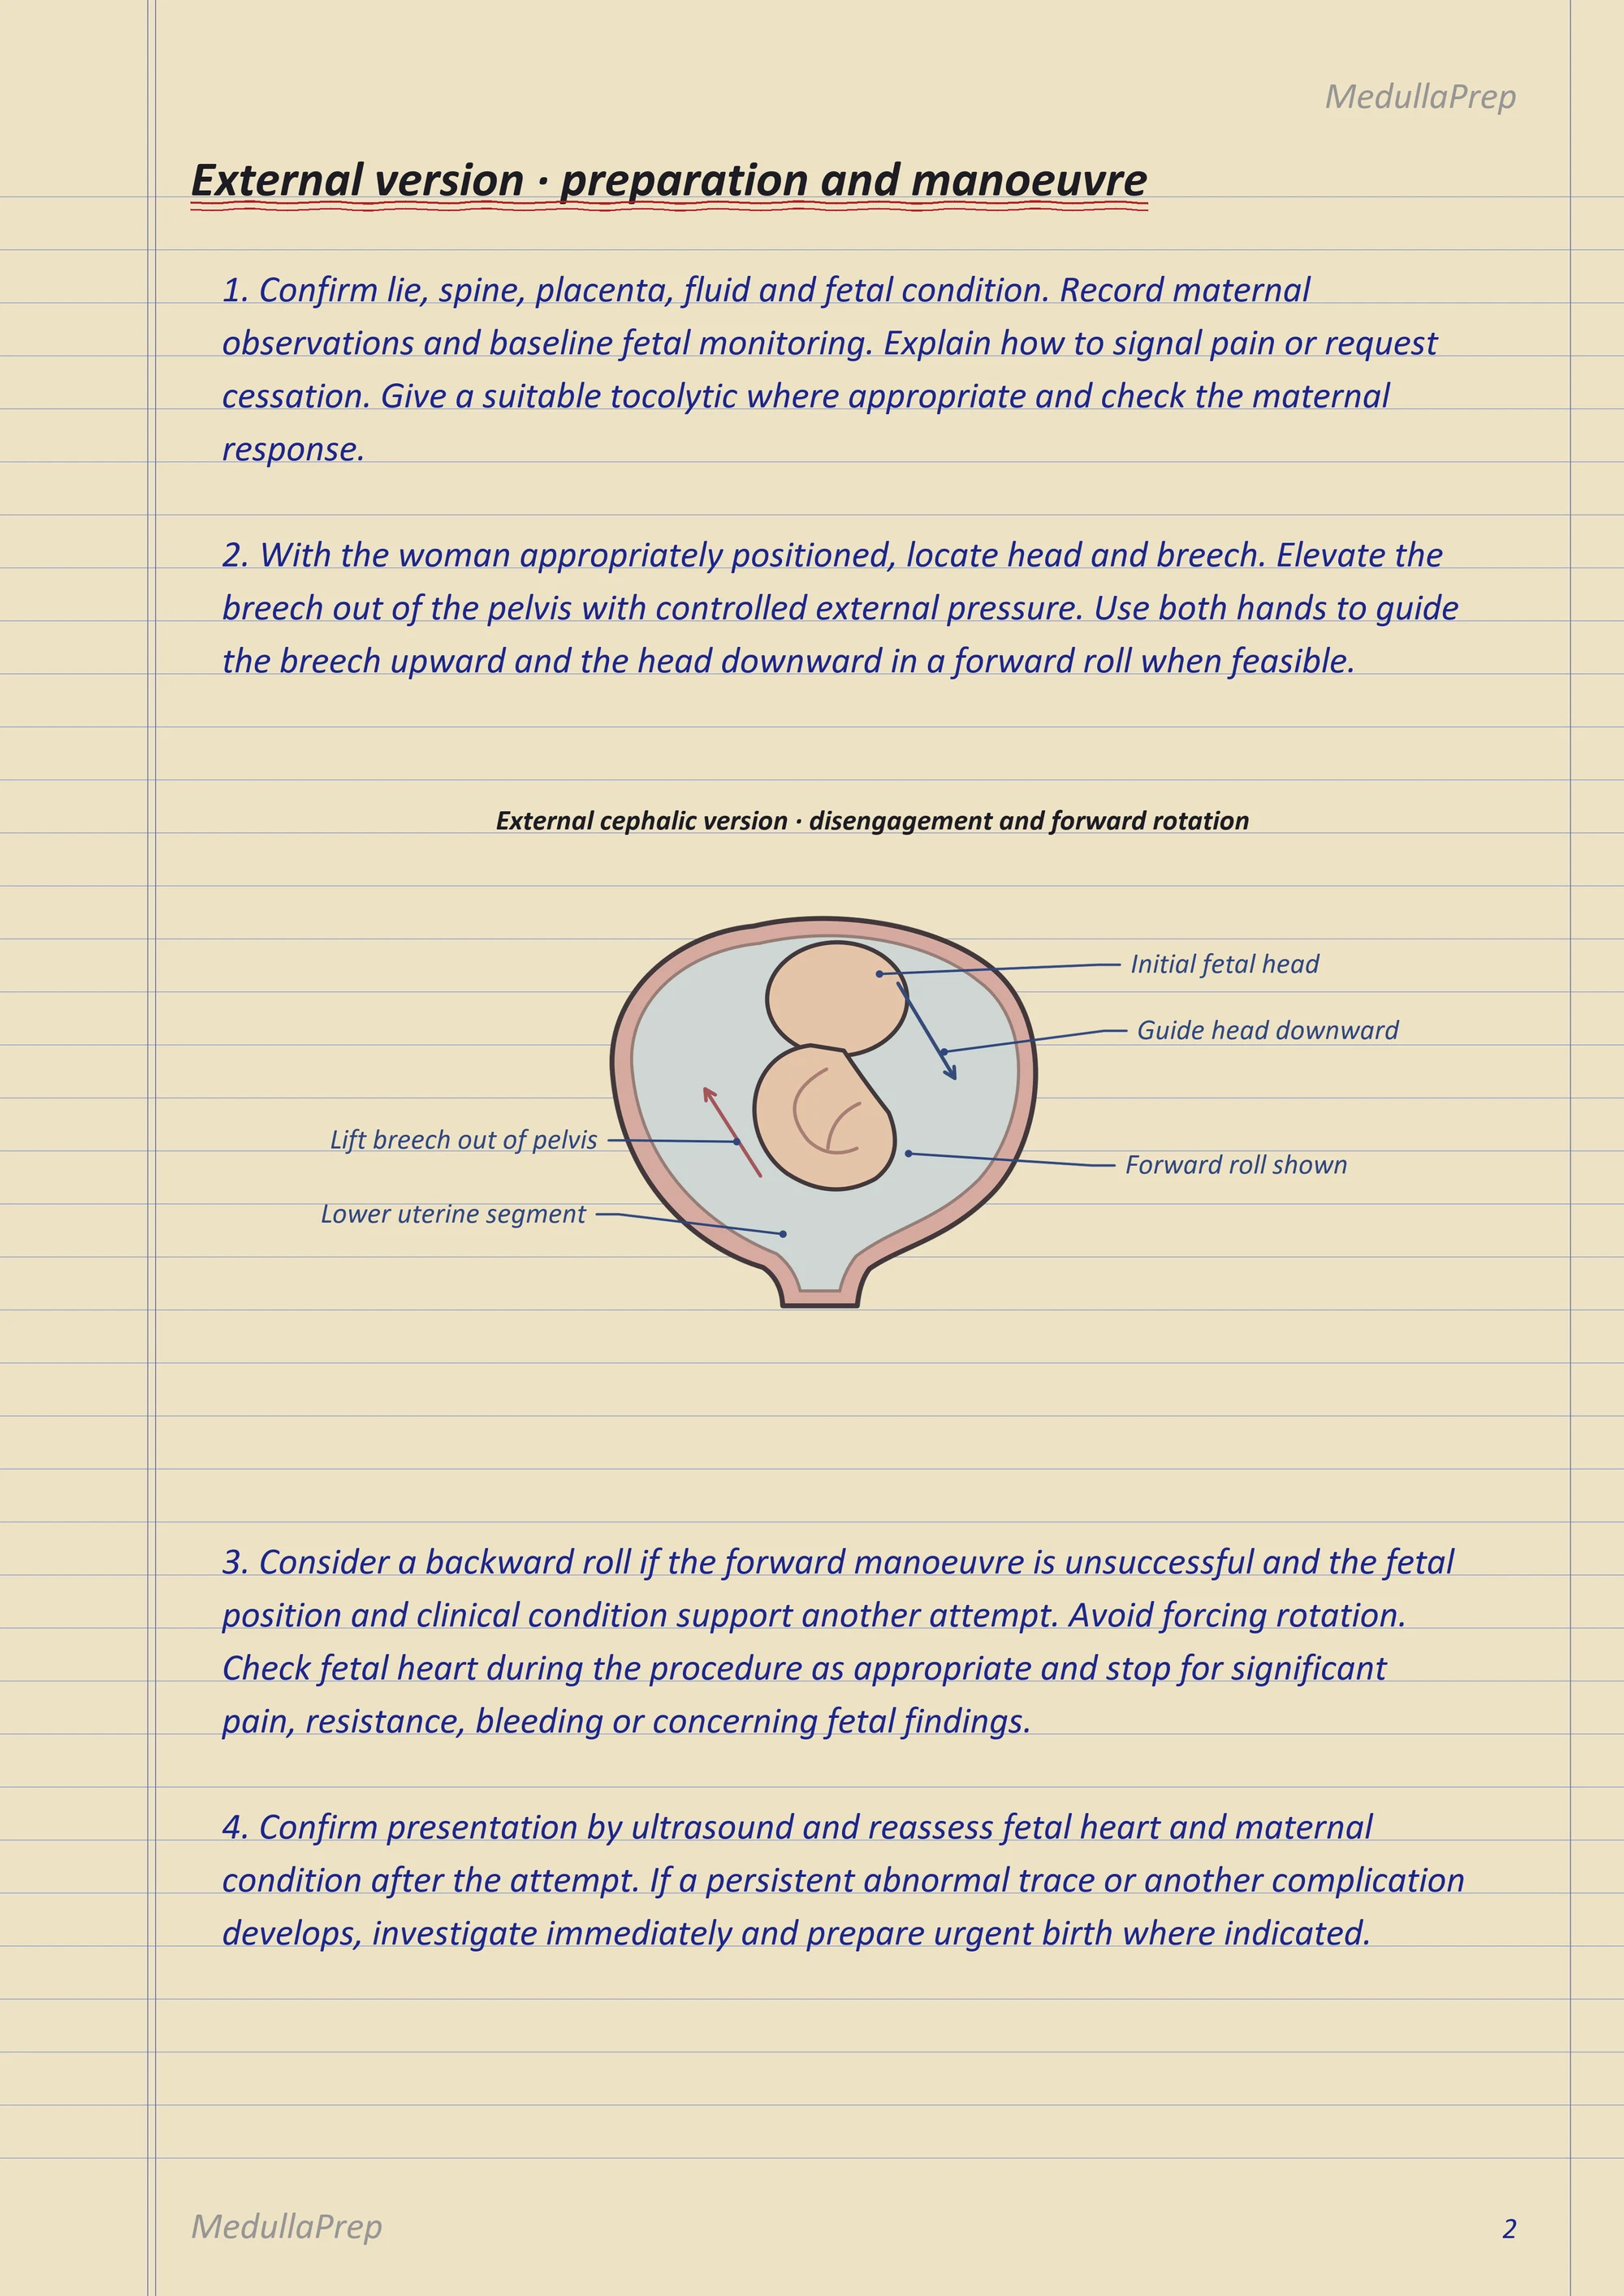 MedullaPrep
External version · preparation and manoeuvre
1. Confirm lie, spine, placenta, fluid and fetal condition. Record maternal
observations and baseline fetal monitoring. Explain how to signal pain or request
cessation. Give a suitable tocolytic where appropriate and check the maternal
response.
2. With the woman appropriately positioned, locate head and breech. Elevate the
breech out of the pelvis with controlled external pressure. Use both hands to guide
the breech upward and the head downward in a forward roll when feasible.
External cephalic version · disengagement and forward rotation
Initial fetal head
Guide head downward
Lift breech out of pelvis
Forward roll shown
Lower uterine segment
3. Consider a backward roll if the forward manoeuvre is unsuccessful and the fetal
position and clinical condition support another attempt. Avoid forcing rotation.
Check fetal heart during the procedure as appropriate and stop for significant
pain, resistance, bleeding or concerning fetal findings.
4. Confirm presentation by ultrasound and reassess fetal heart and maternal
condition after the attempt. If a persistent abnormal trace or another complication
develops, investigate immediately and prepare urgent birth where indicated.
MedullaPrep
2